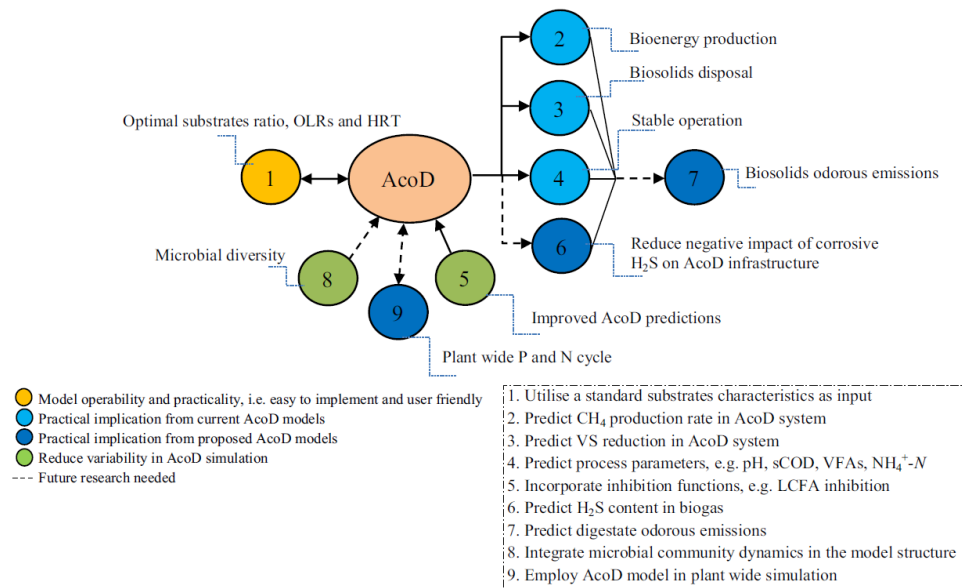 2
Bioenergy production
3
Biosolids disposal
Optimal substrates ratio, OLRs and HRT
Stable operation
1
AcoD
4
7
Biosolids odorous emissions
Microbial diversity
8
9
5
6
Reduce negative impact of corrosive
H₂S on AcoD infrastructure
Improved AcoD predictions
Plant wide P and N cycle
Model operability and practicality, i.e. easy to implement and user friendly
Practical implication from current AcoD models
Practical implication from proposed AcoD models
Reduce variability in AcoD simulation
Future research needed
1. Utilise a standard substrates characteristics as input
2. Predict CH₄ production rate in AcoD system
3. Predict VS reduction in AcoD system
4. Predict process parameters, e.g. pH, sCOD, VFAs, NH₄⁺-N
5. Incorporate inhibition functions, e.g. LCFA inhibition
6. Predict H₂S content in biogas
7. Predict digestate odorous emissions
8. Integrate microbial community dynamics in the model structure
9. Employ AcoD model in plant wide simulation